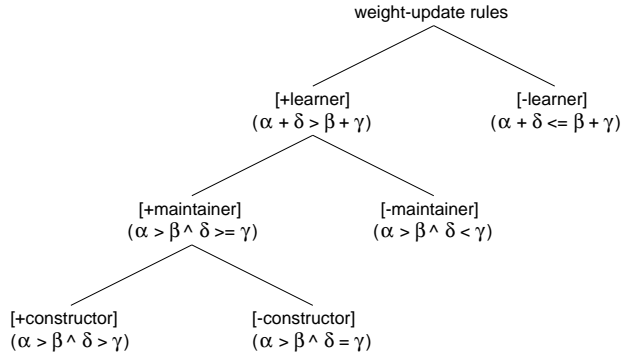 weight-update rules
[+learner]
(α + δ > β + γ)
[-learner]
(α + δ <= β + γ)
[+maintainer]
(α > β ^ δ >= γ)
[-maintainer]
(α > β ^ δ < γ)
[+constructor]
(α > β ^ δ > γ)
[-constructor]
(α > β ^ δ = γ)